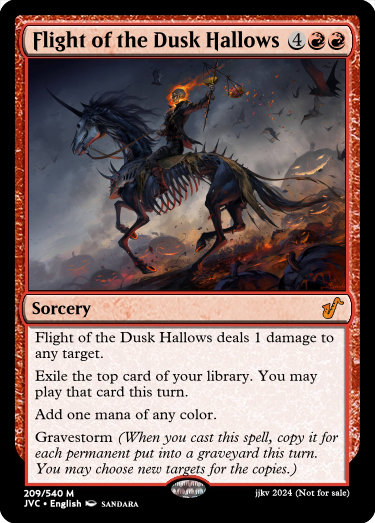 Flight of the Dusk Hallows 4
Sorcery
Flight of the Dusk Hallows deals 1 damage to
any target.
Exile the top card of your library. You may
play that card this turn.
Add one mana of any color.
Gravestorm (When you cast this spell, copy it for
each permanent put into a graveyard this turn.
You may choose new targets for the copies.)
209/540 M
jjkv 2024 (Not for sale)
JVC • English SANDARA